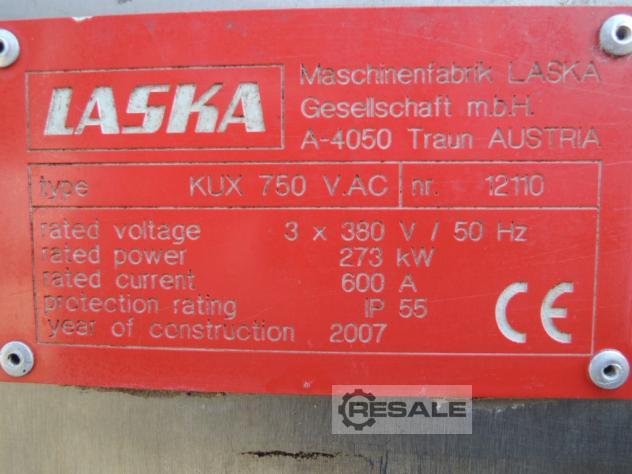 LASKA
Maschinenfabrik LASKA
Gesellschaft m.b.H.
A-4050 Traun AUSTRIA
type KUX 750 V.AC nr. 12110
rated voltage 3 x 380 V / 50 Hz
rated power 273 kW
rated current 600 A
protection rating IP 55
year of construction 2007
CE
RESALE